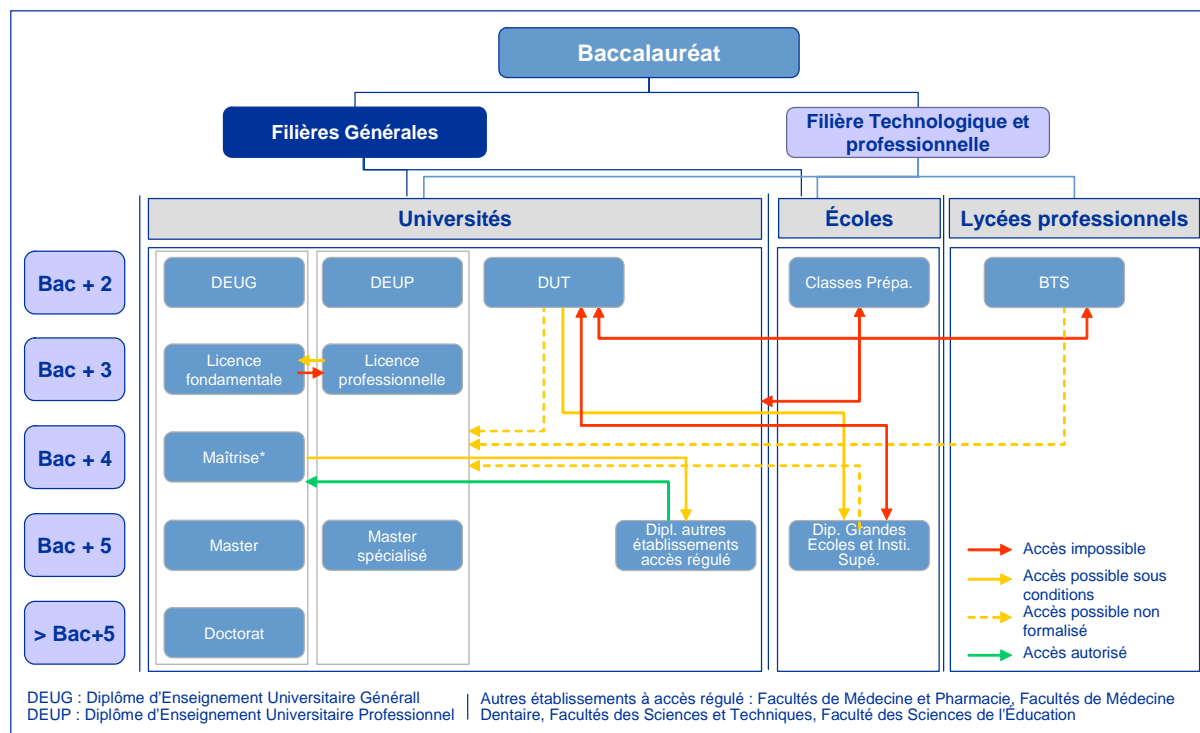 Baccalauréat
Filières Générales
Filière Technologique et
professionnelle
Universités
Écoles
Lycées professionnels
Bac + 2
DEUG
DEUP
DUT
Classes Prépa.
BTS
Bac + 3
Licence
fondamentale
Licence
professionnelle
Bac + 4
Maîtrise*
Bac + 5
Master
Master
spécialisé
Dipl. autres
établissements
accès régulé
Dip. Grandes
Ecoles et Insti.
Supé.
> Bac+5
Doctorat
Accès impossible
Accès possible sous
conditions
Accès possible non
formalisé
Accès autorisé
DEUG : Diplôme d'Enseignement Universitaire Générall
DEUP : Diplôme d'Enseignement Universitaire Professionnel
Autres établissements à accès régulé : Facultés de Médecine et Pharmacie, Facultés de Médecine
Dentaire, Facultés des Sciences et Techniques, Faculté des Sciences de l'Éducation